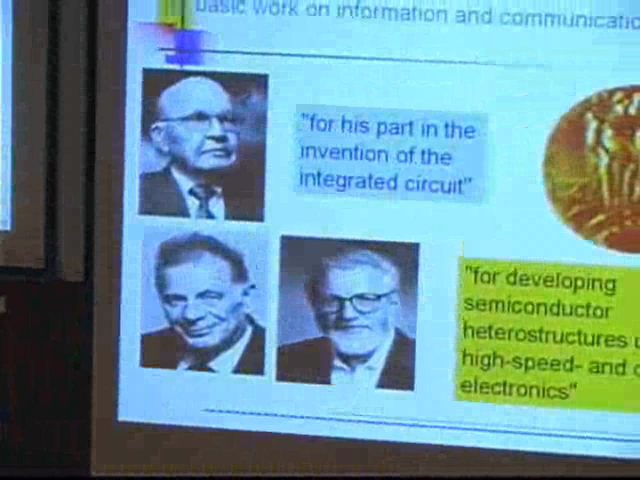 basic work on information and communicatio
"for his part in the
invention of the
integrated circuit"
"for developing
semiconductor
heterostructures u
high-speed- and o
electronics"